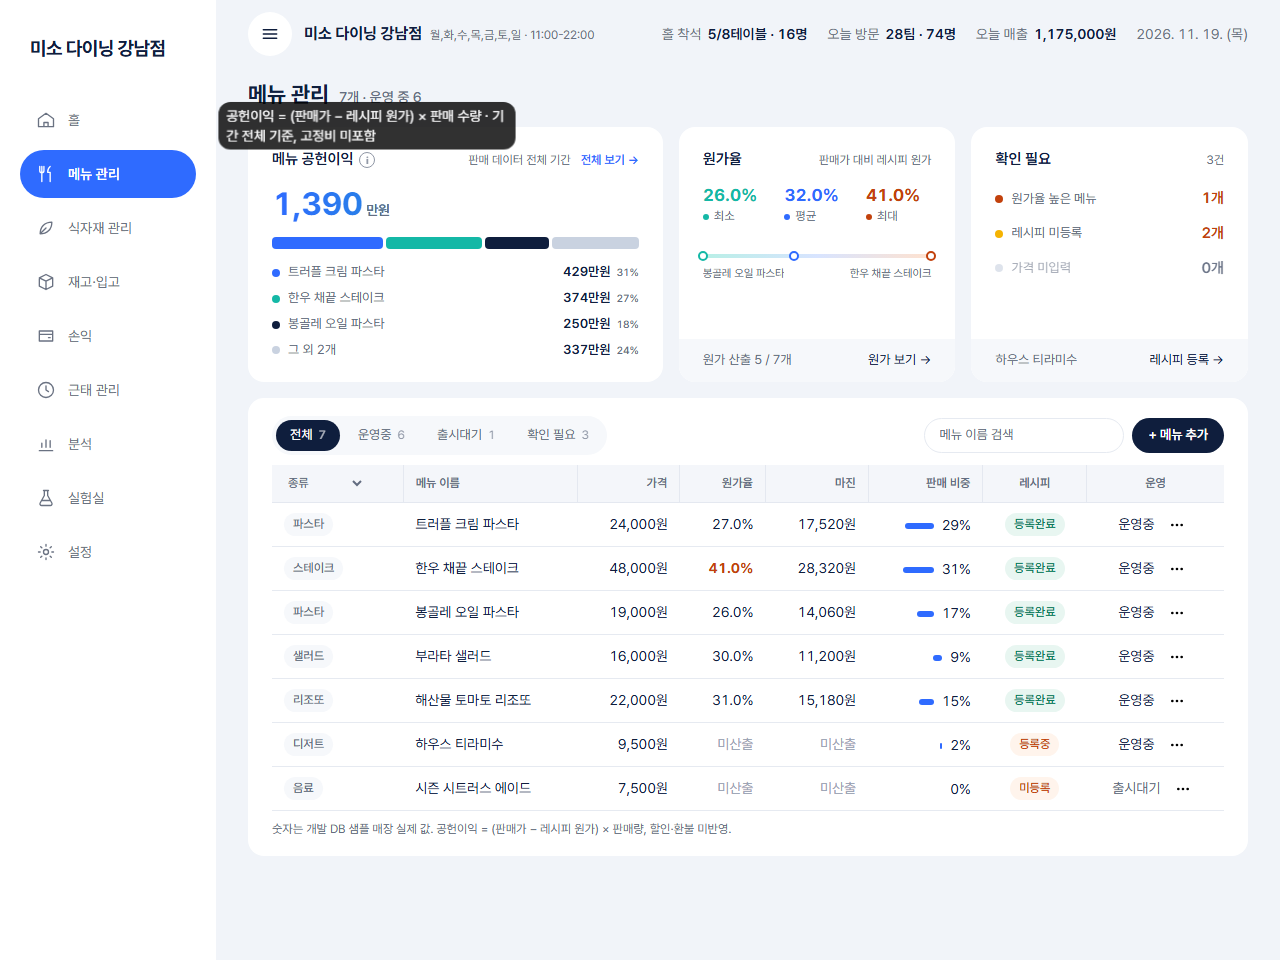 미소 다이닝 강남점
홀
메뉴 관리
식자재 관리
재고·입고
손익
근태 관리
분석
실험실
설정
미소 다이닝 강남점 월,화,수,목,금,토,일 · 11:00-22:00
홀 착석 5/8테이블 · 16명 오늘 방문 28팀 · 74명 오늘 매출 1,175,000원 2026. 11. 19. (목)
메뉴 관리 7개 · 운영 중 6
공헌이익 = (판매가 − 레시피 원가) × 판매 수량 · 기
간 전체 기준, 고정비 미포함
메뉴 공헌이익 i 판매 데이터 전체 기간 전체 보기 →
1,390 만원
트러플 크림 파스타 429만원 31%
한우 채끝 스테이크 374만원 27%
봉골레 오일 파스타 250만원 18%
그 외 2개 337만원 24%
원가율 판매가 대비 레시피 원가
26.0% 32.0% 41.0%
최소 평균 최대
봉골레 오일 파스타 한우 채끝 스테이크
원가 산출 5 / 7개 원가 보기 →
확인 필요 3건
원가율 높은 메뉴 1개
레시피 미등록 2개
가격 미입력 0개
하우스 티라미수 레시피 등록 →
전체 7 운영중 6 출시대기 1 확인 필요 3
메뉴 이름 검색 + 메뉴 추가
종류 메뉴 이름 가격 원가율 마진 판매 비중 레시피 운영
파스타 트러플 크림 파스타 24,000원 27.0% 17,520원 29% 등록완료 운영중 ···
스테이크 한우 채끝 스테이크 48,000원 41.0% 28,320원 31% 등록완료 운영중 ···
파스타 봉골레 오일 파스타 19,000원 26.0% 14,060원 17% 등록완료 운영중 ···
샐러드 부라타 샐러드 16,000원 30.0% 11,200원 9% 등록완료 운영중 ···
리조또 해산물 토마토 리조또 22,000원 31.0% 15,180원 15% 등록완료 운영중 ···
디저트 하우스 티라미수 9,500원 미산출 미산출 2% 등록중 운영중 ···
음료 시즌 시트러스 에이드 7,500원 미산출 미산출 0% 미등록 출시대기 ···
숫자는 개발 DB 샘플 매장 실제 값. 공헌이익 = (판매가 − 레시피 원가) × 판매량, 할인·환불 미반영.